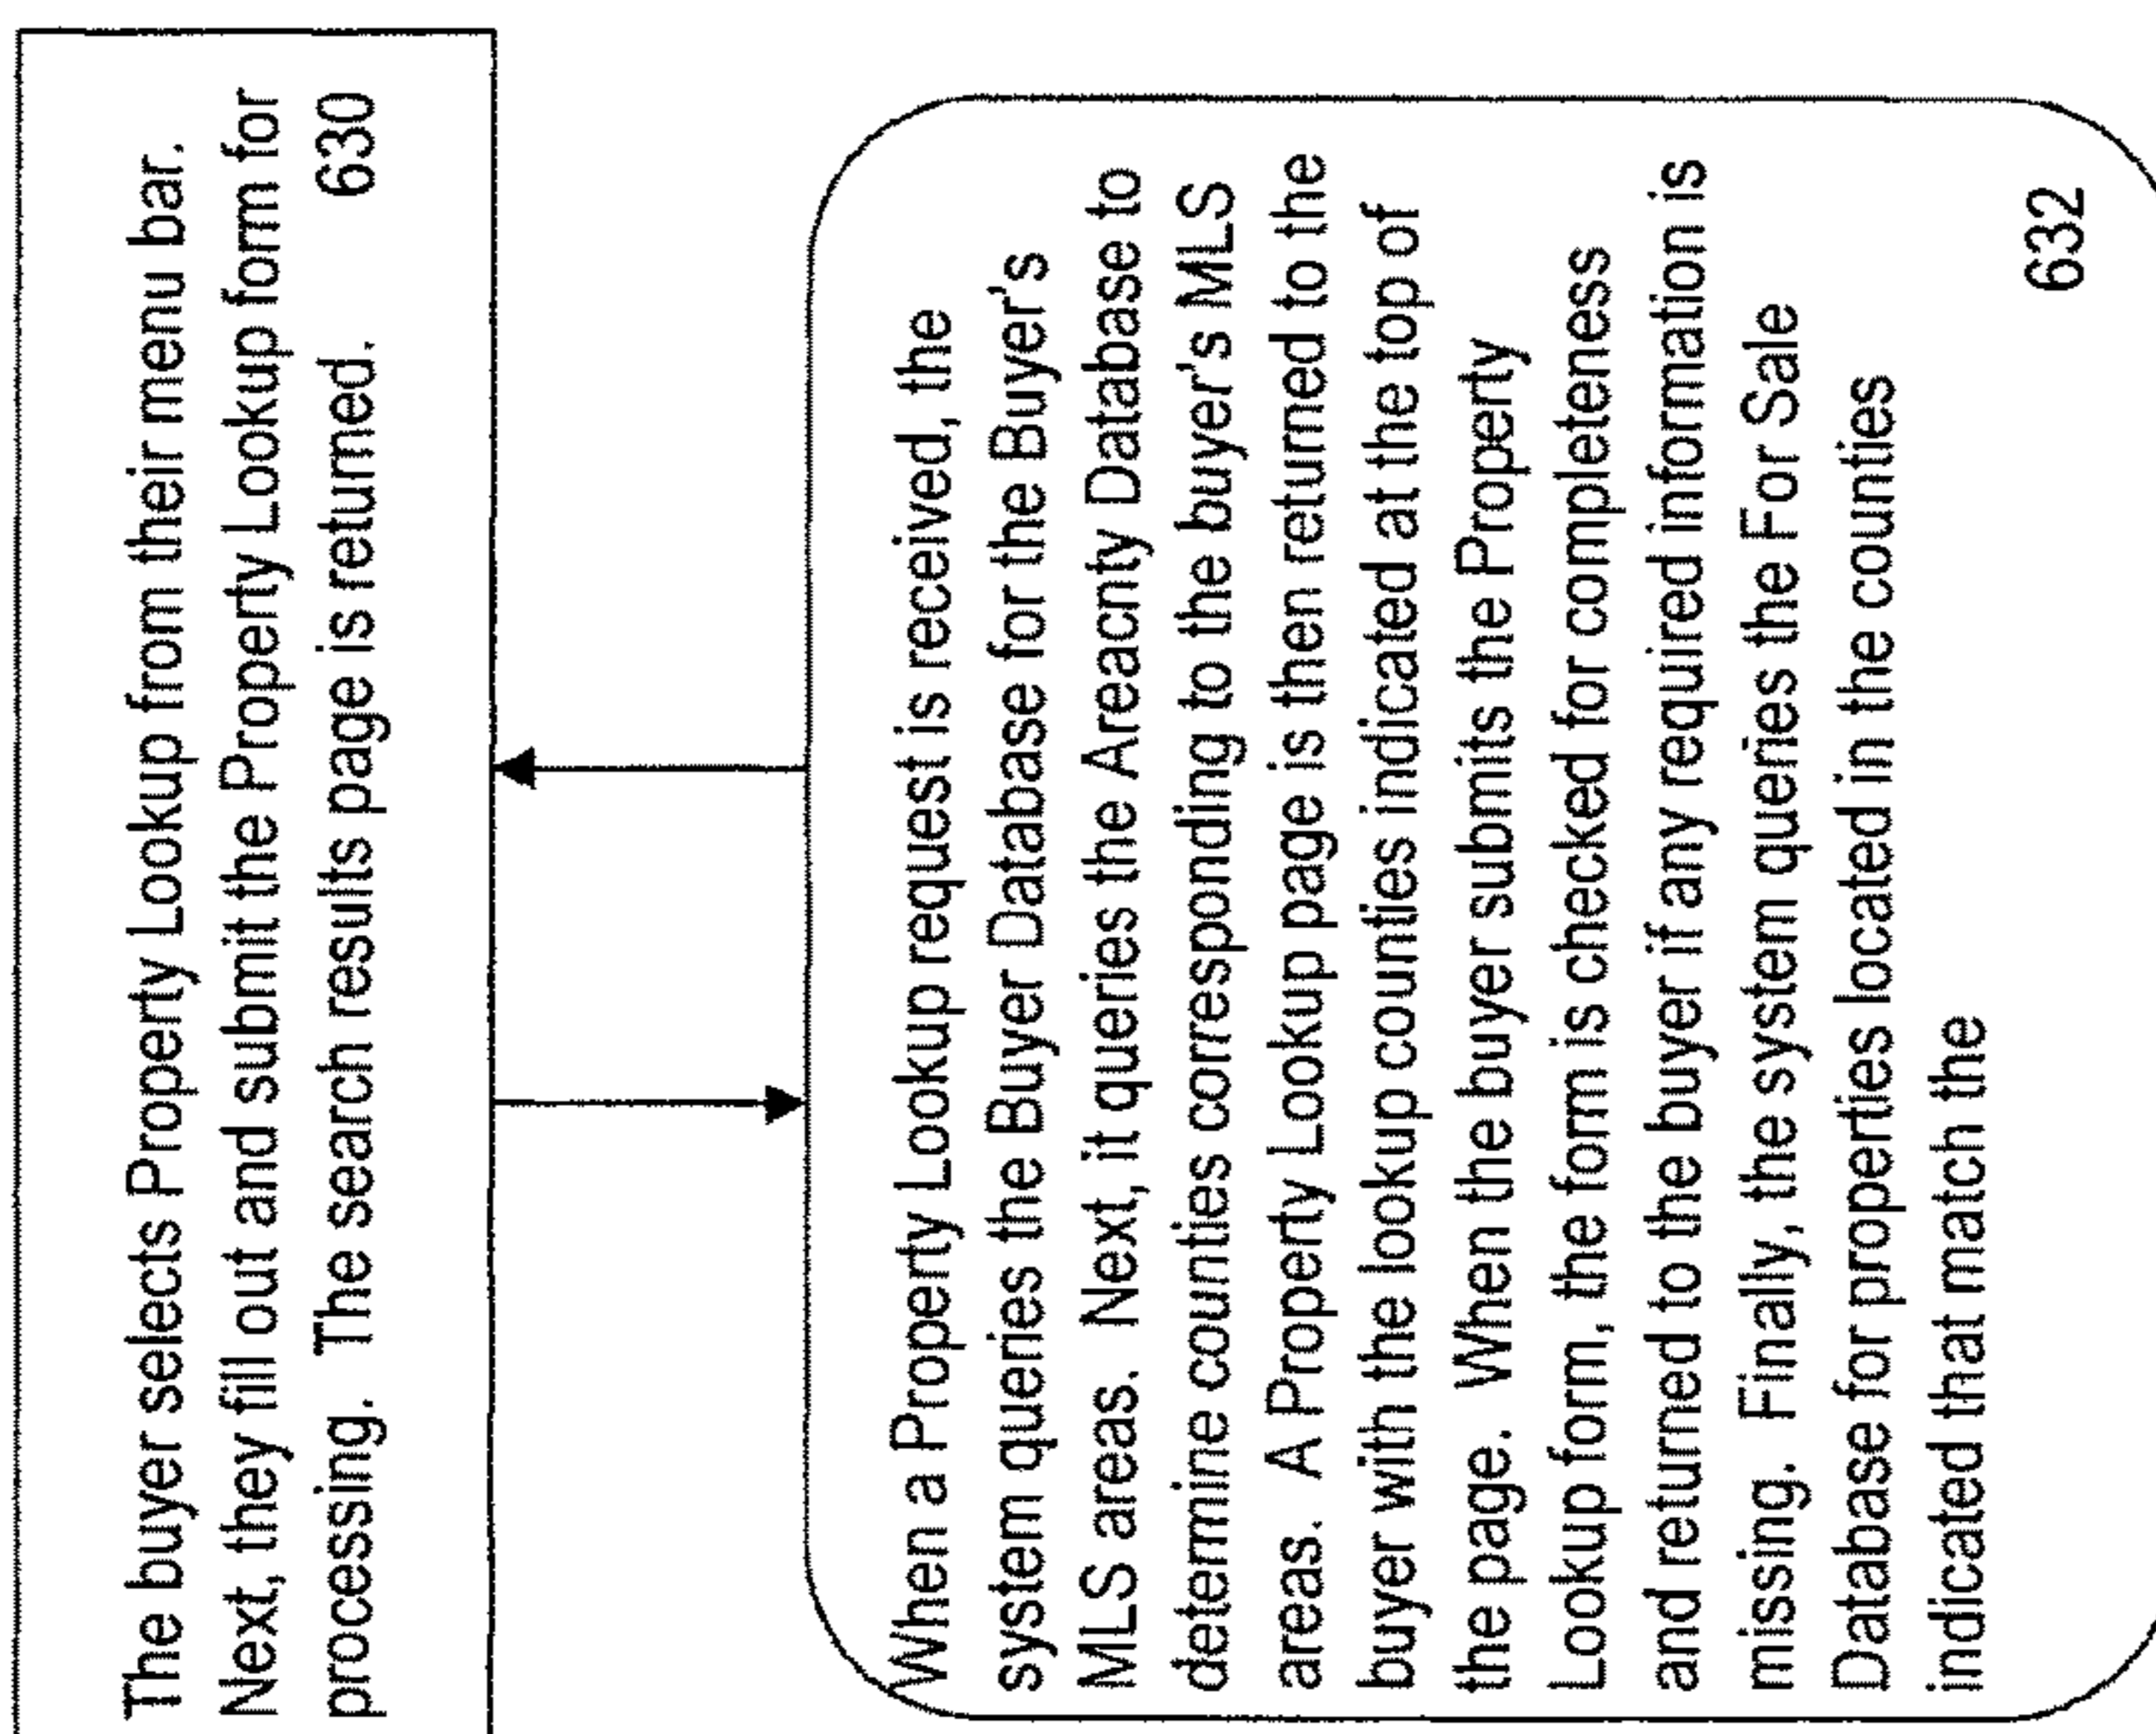 The buyer selects Property Lookup from their menu bar.
Next, they fill out and submit the Property Lookup form for
processing. The search results page is returned. 630
When a Property Lookup request is received, the
system queries the Buyer Database for the Buyer's
MLS areas. Next, it queries the Areacnty Database to
determine counties corresponding to the buyer's MLS
areas. A Property Lookup page is then returned to the
buyer with the lookup counties indicated at the top of
the page. When the buyer submits the Property
Lookup form, the form is checked for completeness
and returned to the buyer if any required information is
missing. Finally, the system queries the For Sale
Database for properties located in the counties
indicated that match the
632